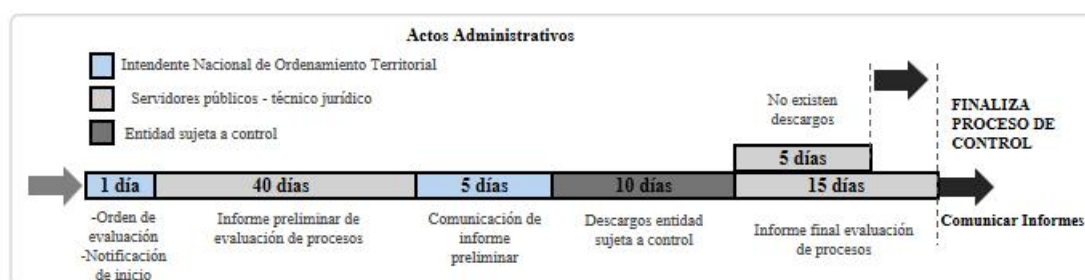 Actos Administrativos
Intendente Nacional de Ordenamiento Territorial
Servidores públicos - técnico jurídico
Entidad sujeta a control
No existen
descargos
FINALIZA
PROCESO DE
CONTROL
5 días
1 día
40 días
5 días
10 días
15 días
-Orden de
evaluación
-Notificación
de inicio
Informe preliminar de
evaluación de procesos
Comunicación de
informe
preliminar
Descargos entidad
sujeta a control
Informe final evaluación
de procesos
Comunicar Informes